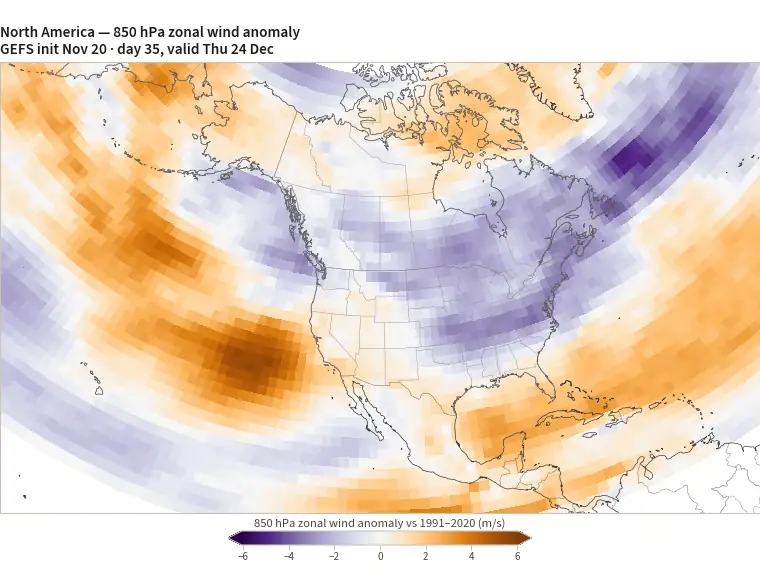 North America — 850 hPa zonal wind anomaly
GEFS init Nov 20 · day 35, valid Thu 24 Dec
850 hPa zonal wind anomaly vs 1991–2020 (m/s)
−6 −4 −2 0 2 4 6